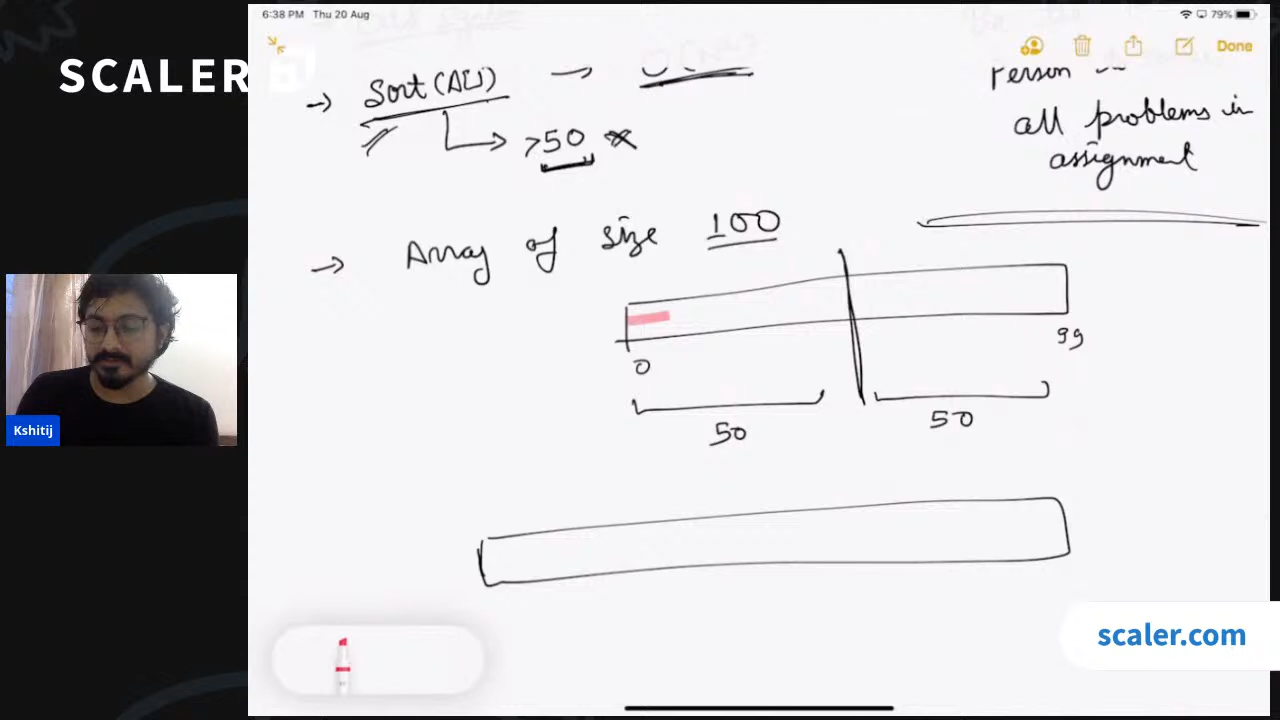 6:38 PM Thu 20 Aug
79%
Done
SCALER
→ Sort(A[]) →
→ >50 ×
Person
all problems in
assignment
→ Array of size 100
0
99
50
50
Kshitij
scaler.com